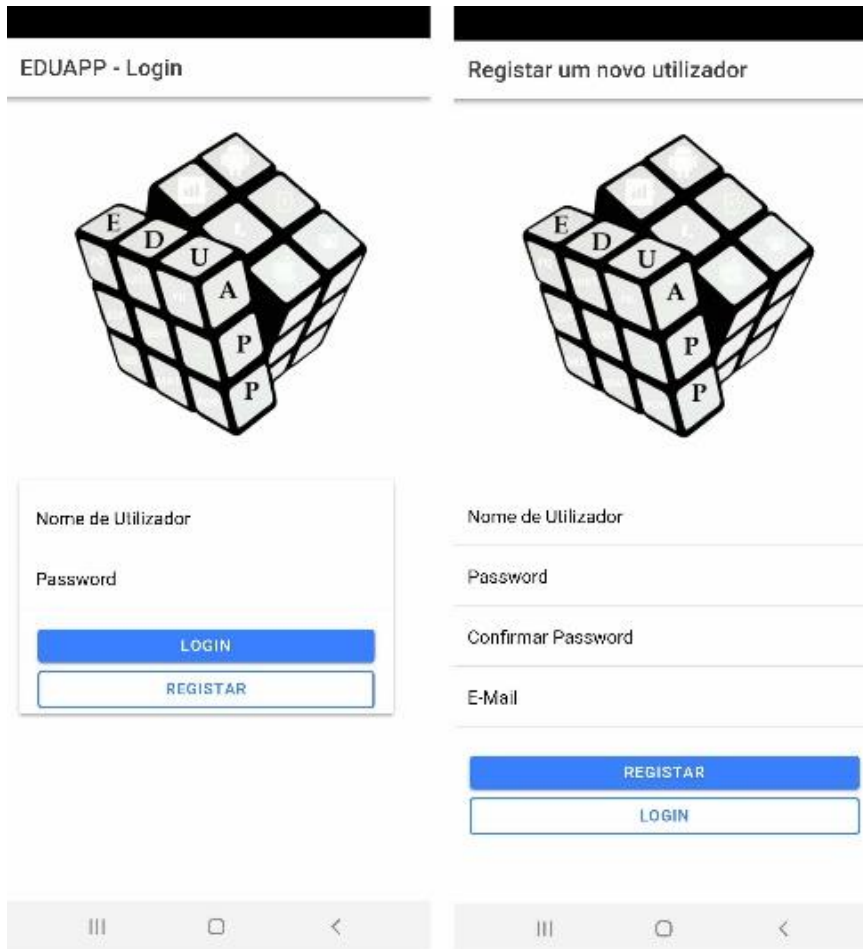 EDUAPP - Login
E
D
U
A
P
P
Nome de Utilizador
Password
LOGIN
REGISTAR
Registar um novo utilizador
E
D
U
A
P
P
Nome de Utilizador
Password
Confirmar Password
E-Mail
REGISTAR
LOGIN